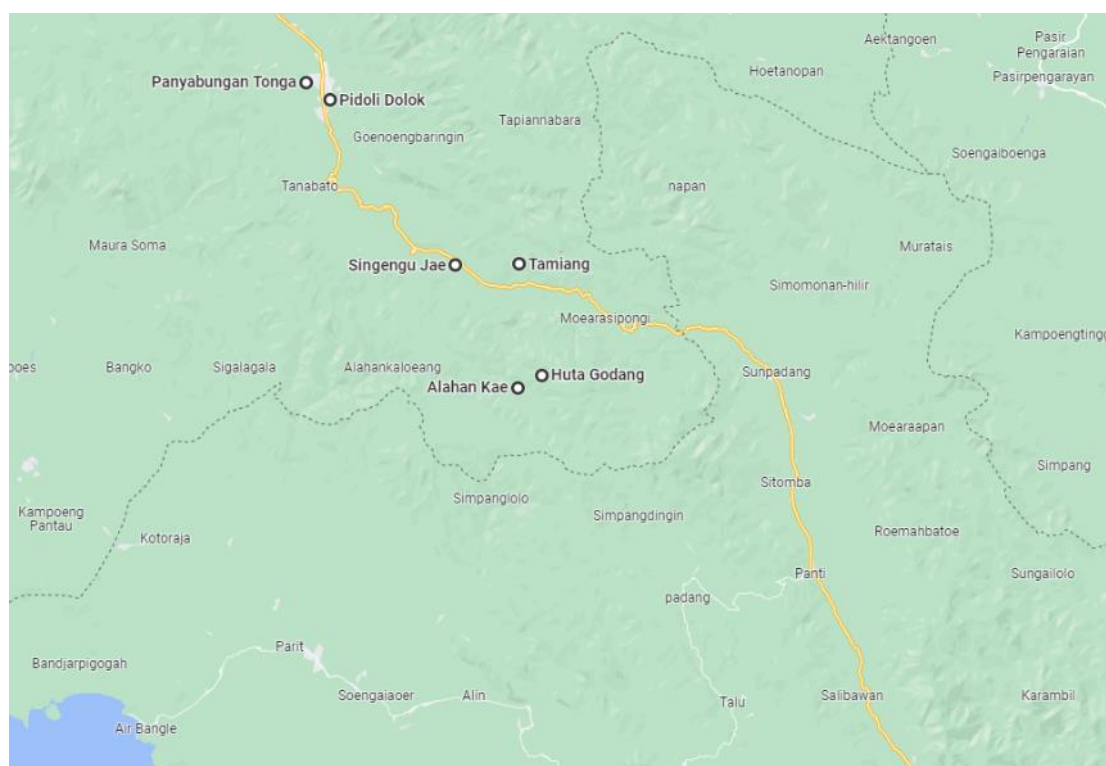 Aektangoen
Pasir
Pengaraian
Hoetanopan
Pasirpengarayan
Panyabungan Tonga
Pidoli Dolok
Tapiannabara
Goenoengbaringin
Soengaiboenga
Tanabato
napan
Maura Soma
Muratais
Singengu Jae
Tamiang
Simomonan-hilir
Moearasipongi
Kampoengtingg
poes
Bangko
Sigalagala
Alahankaloeang
Huta Godang
Sunpadang
Alahan Kae
Moearaapan
Simpang
Sitomba
Simpanglolo
Kampoeng
Pantau
Simpangdingin
Roemahbatoe
Kotoraja
Panti
Sungailolo
padang
Parit
Bandjarpigogah
Soengaiaoer
Alin
Talu
Salibawan
Karambil
Air Bangle